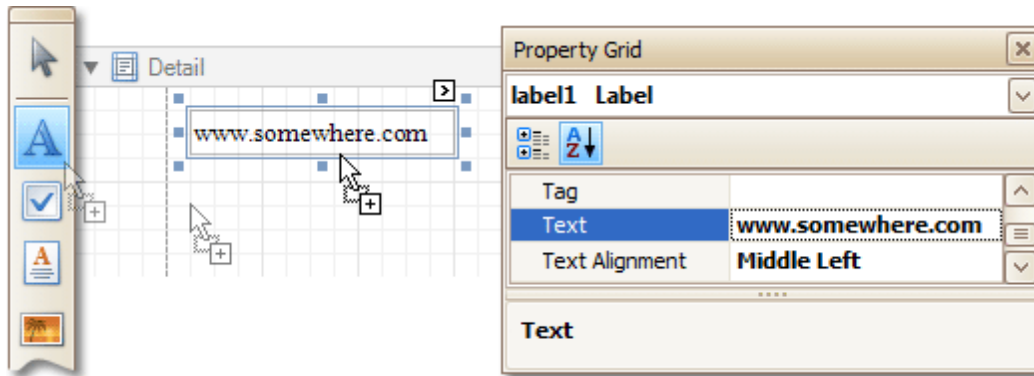 Detail
www.somewhere.com
Property Grid
label1 Label
Tag
Text www.somewhere.com
Text Alignment Middle Left
Text